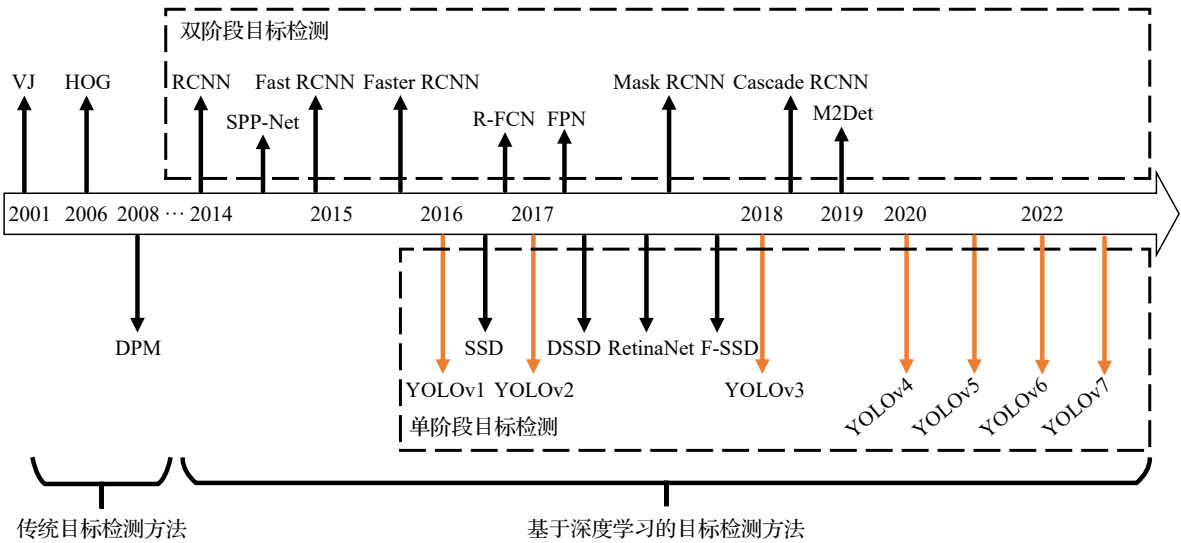 双阶段目标检测
VJ HOG RCNN Fast RCNN Faster RCNN Mask RCNN Cascade RCNN
SPP-Net R-FCN FPN M2Det
2001 2006 2008 ··· 2014 2015 2016 2017 2018 2019 2020 2022
DPM SSD DSSD RetinaNet F-SSD
YOLOv1 YOLOv2 YOLOv3 YOLOv4 YOLOv5 YOLOv6 YOLOv7
单阶段目标检测
传统目标检测方法 基于深度学习的目标检测方法